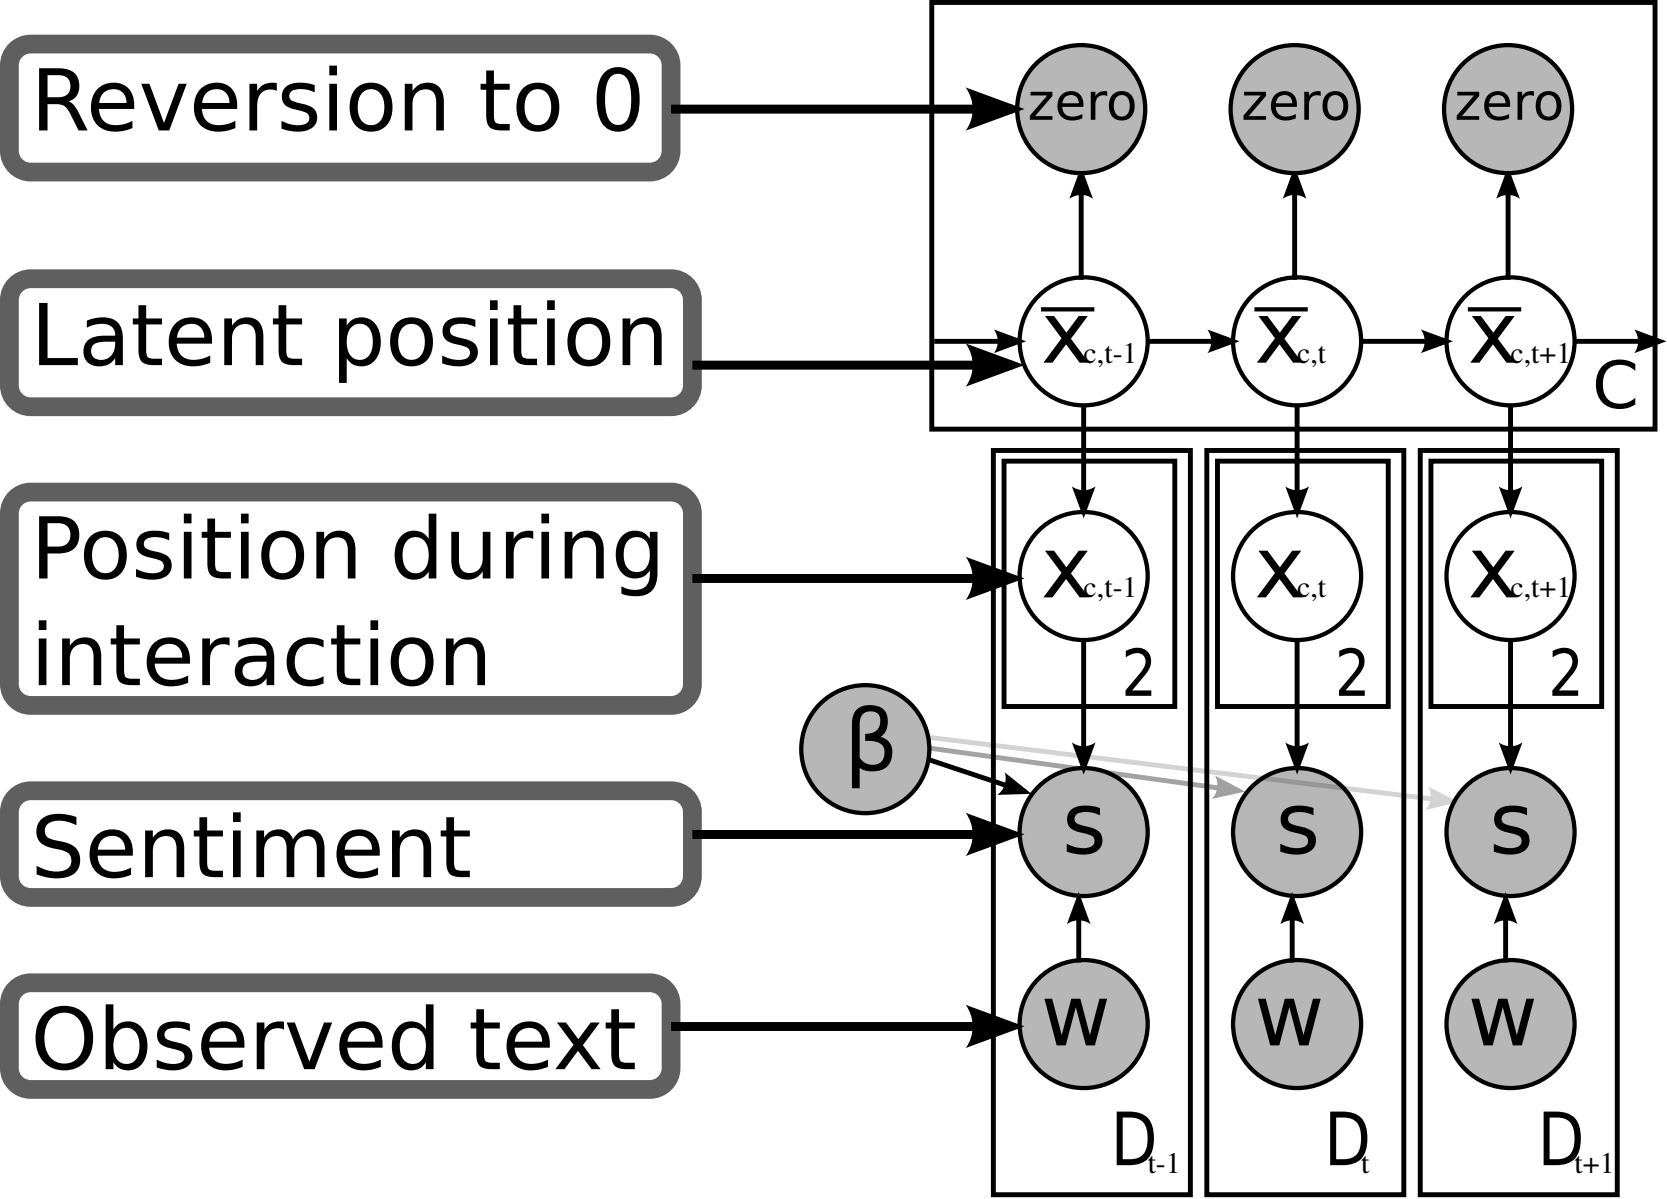 Reversion to 0
zero zero zero
Latent position
x̅c,t-1 x̅c,t x̅c,t+1
C
Position during
interaction
xc,t-1 xc,t xc,t+1
2 2 2
β
Sentiment
s s s
Observed text
w w w
Dt-1 Dt Dt+1